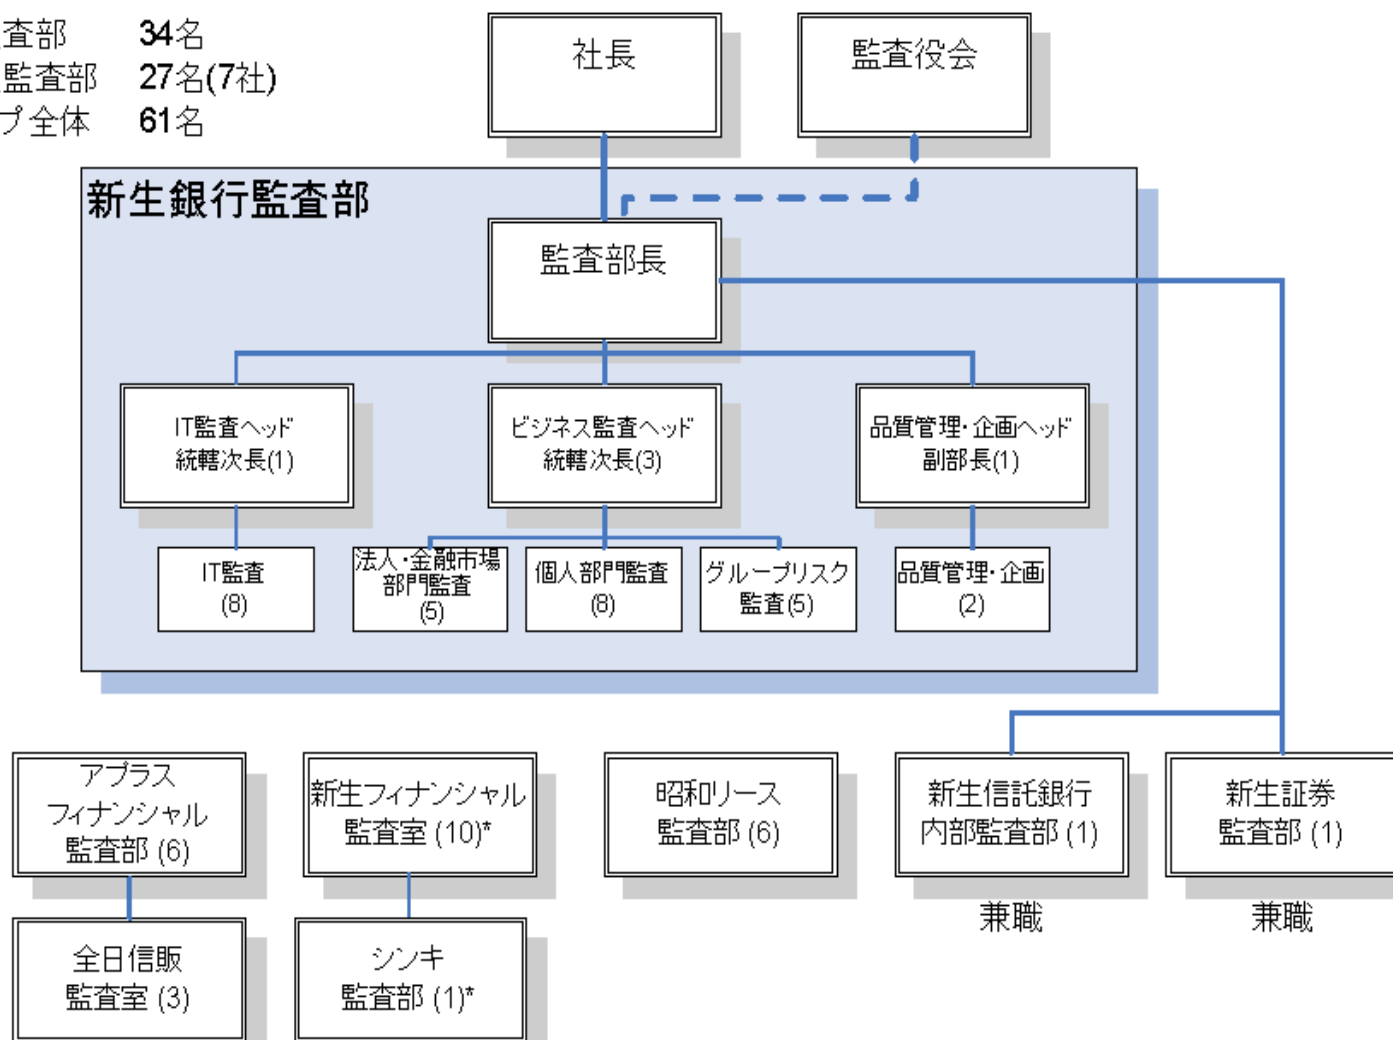 査部 34名
監査部 27名(7社)
プ全体 61名
社長
監査役会
新生銀行監査部
監査部長
IT監査ヘッド
統轄次長(1)
ビジネス監査ヘッド
統轄次長(3)
品質管理・企画ヘッド
副部長(1)
IT監査
(8)
法人・金融市場
部門監査
(5)
個人部門監査
(8)
グループリスク
監査(5)
品質管理・企画
(2)
アプラス
フィナンシャル
監査部 (6)
新生フィナンシャル
監査室 (10)*
昭和リース
監査部 (6)
新生信託銀行
内部監査部 (1)
新生証券
監査部 (1)
兼職
兼職
全日信販
監査室 (3)
シンキ
監査部 (1)*